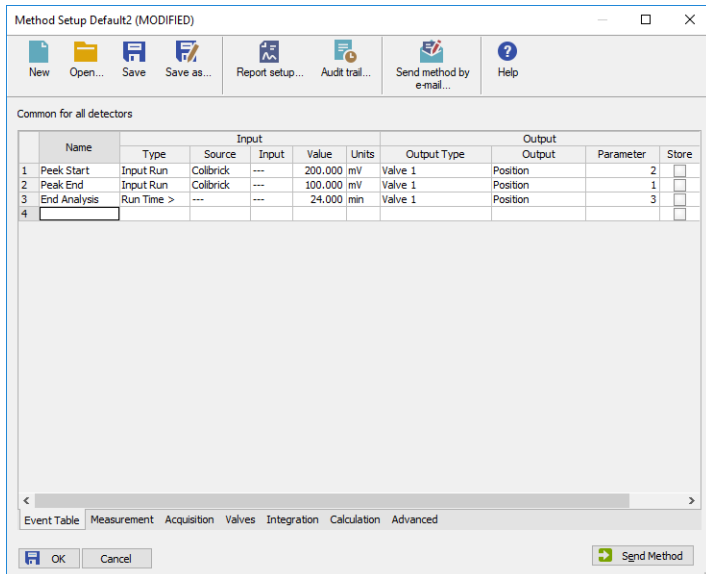 Method Setup Default2 (MODIFIED)
New Open... Save Save as... Report setup... Audit trail... Send method by e-mail... Help
Common for all detectors
Name Input Output
Type Source Input Value Units Output Type Output Parameter Store
1 Peek Start Input Run Colibrick --- 200.000 mV Valve 1 Position 2
2 Peak End Input Run Colibrick --- 100.000 mV Valve 1 Position 1
3 End Analysis Run Time > --- --- 24.000 min Valve 1 Position 3
4
Event Table Measurement Acquisition Valves Integration Calculation Advanced
OK Cancel Send Method